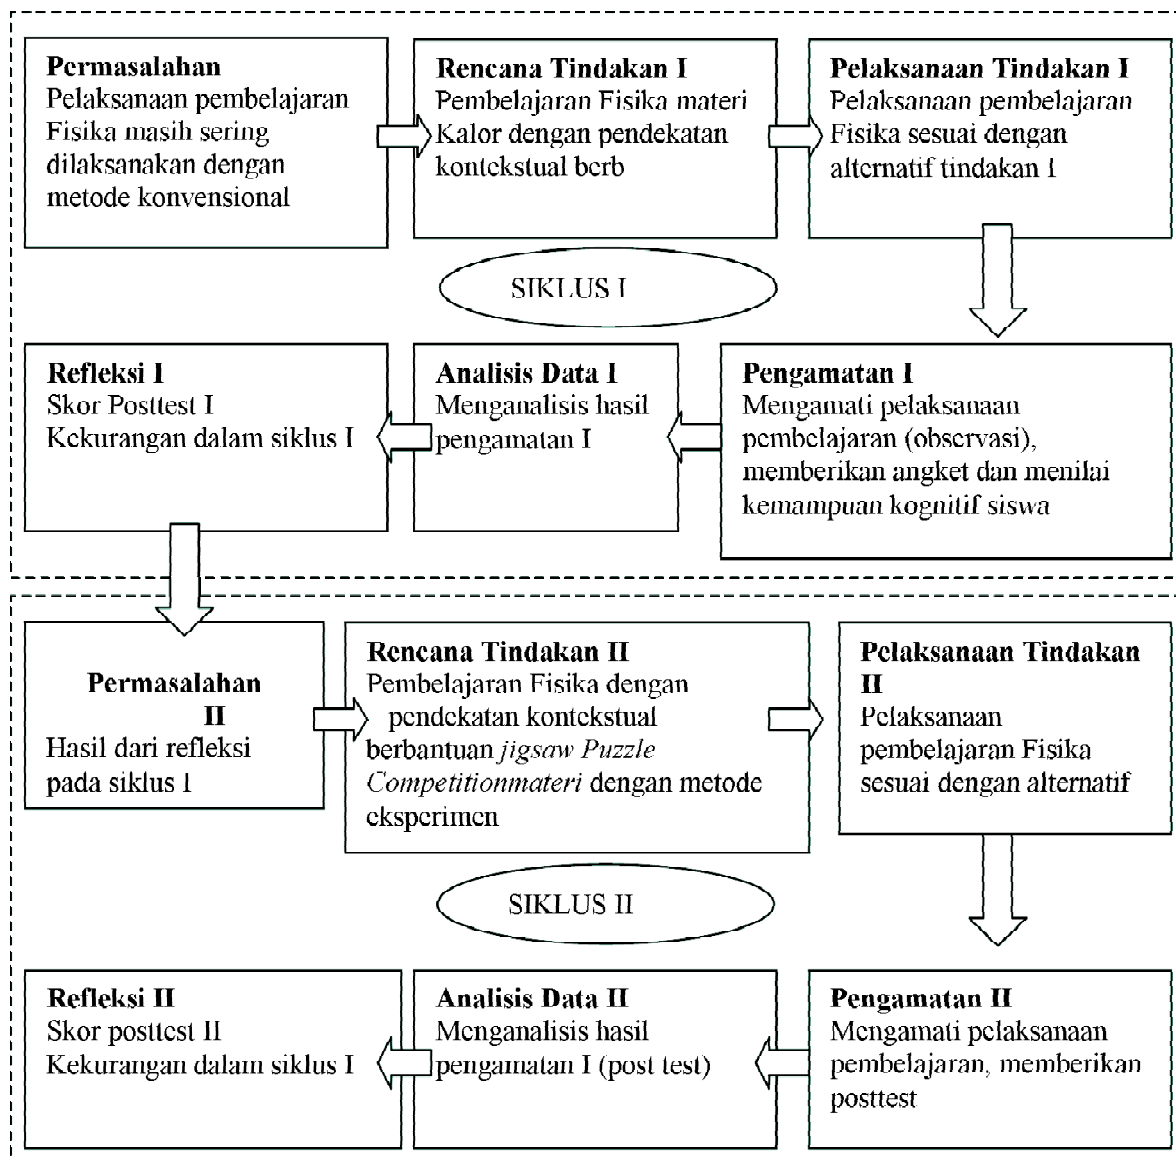 Permasalahan
Pelaksanaan pembelajaran
Fisika masih sering
dilaksanakan dengan
metode konvensional
Rencana Tindakan I
Pembelajaran Fisika materi
Kalor dengan pendekatan
kontekstual berb
Pelaksanaan Tindakan I
Pelaksanaan pembelajaran
Fisika sesuai dengan
alternatif tindakan I
SIKLUS I
Pengamatan I
Mengamati pelaksanaan
pembelajaran (observasi),
memberikan angket dan menilai
kemampuan kognitif siswa
Analisis Data I
Menganalisis hasil
pengamatan I
Refleksi I
Skor Posttest I
Kekurangan dalam siklus I
Permasalahan
II
Hasil dari refleksi
pada siklus I
Rencana Tindakan II
Pembelajaran Fisika dengan
pendekatan kontekstual
berbantuan jigsaw Puzzle
Competitionmateri dengan metode
eksperimen
Pelaksanaan Tindakan
II
Pelaksanaan
pembelajaran Fisika
sesuai dengan alternatif
SIKLUS II
Pengamatan II
Mengamati pelaksanaan
pembelajaran, memberikan
posttest
Analisis Data II
Menganalisis hasil
pengamatan I (post test)
Refleksi II
Skor posttest II
Kekurangan dalam siklus I